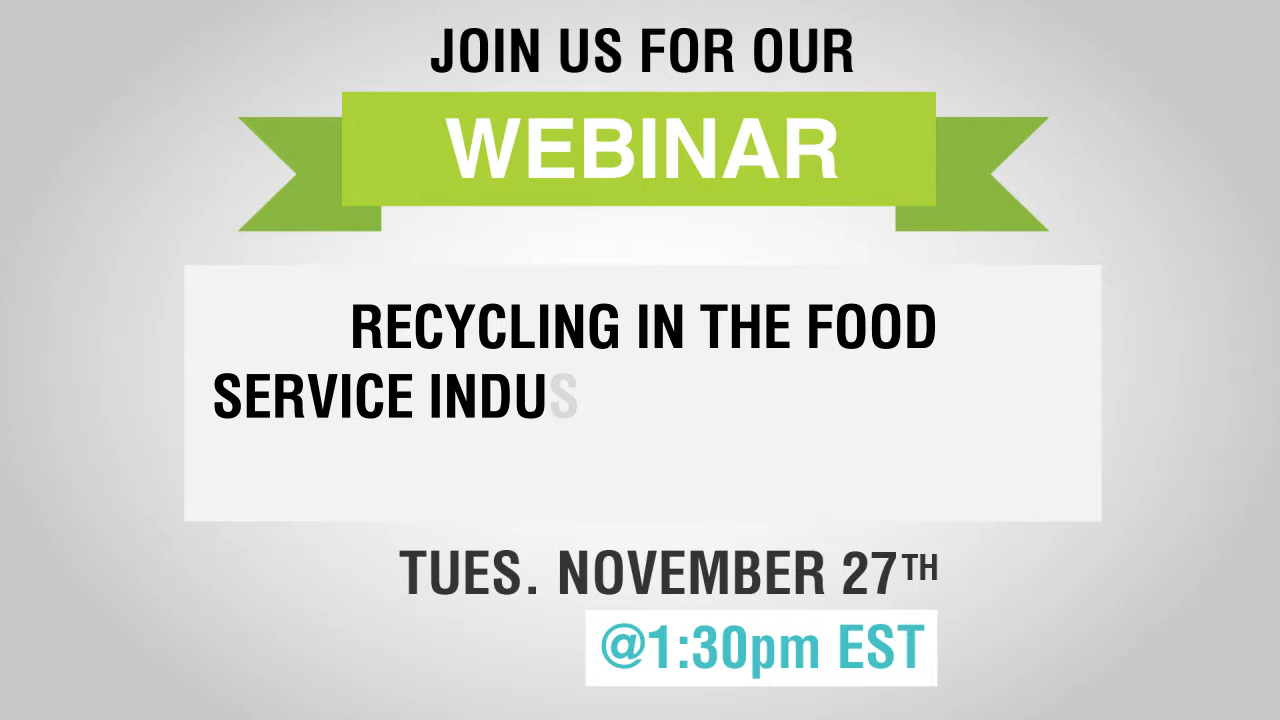 JOIN US FOR OUR
WEBINAR
RECYCLING IN THE FOOD
SERVICE INDUS
TUES. NOVEMBER 27TH
@1:30pm EST